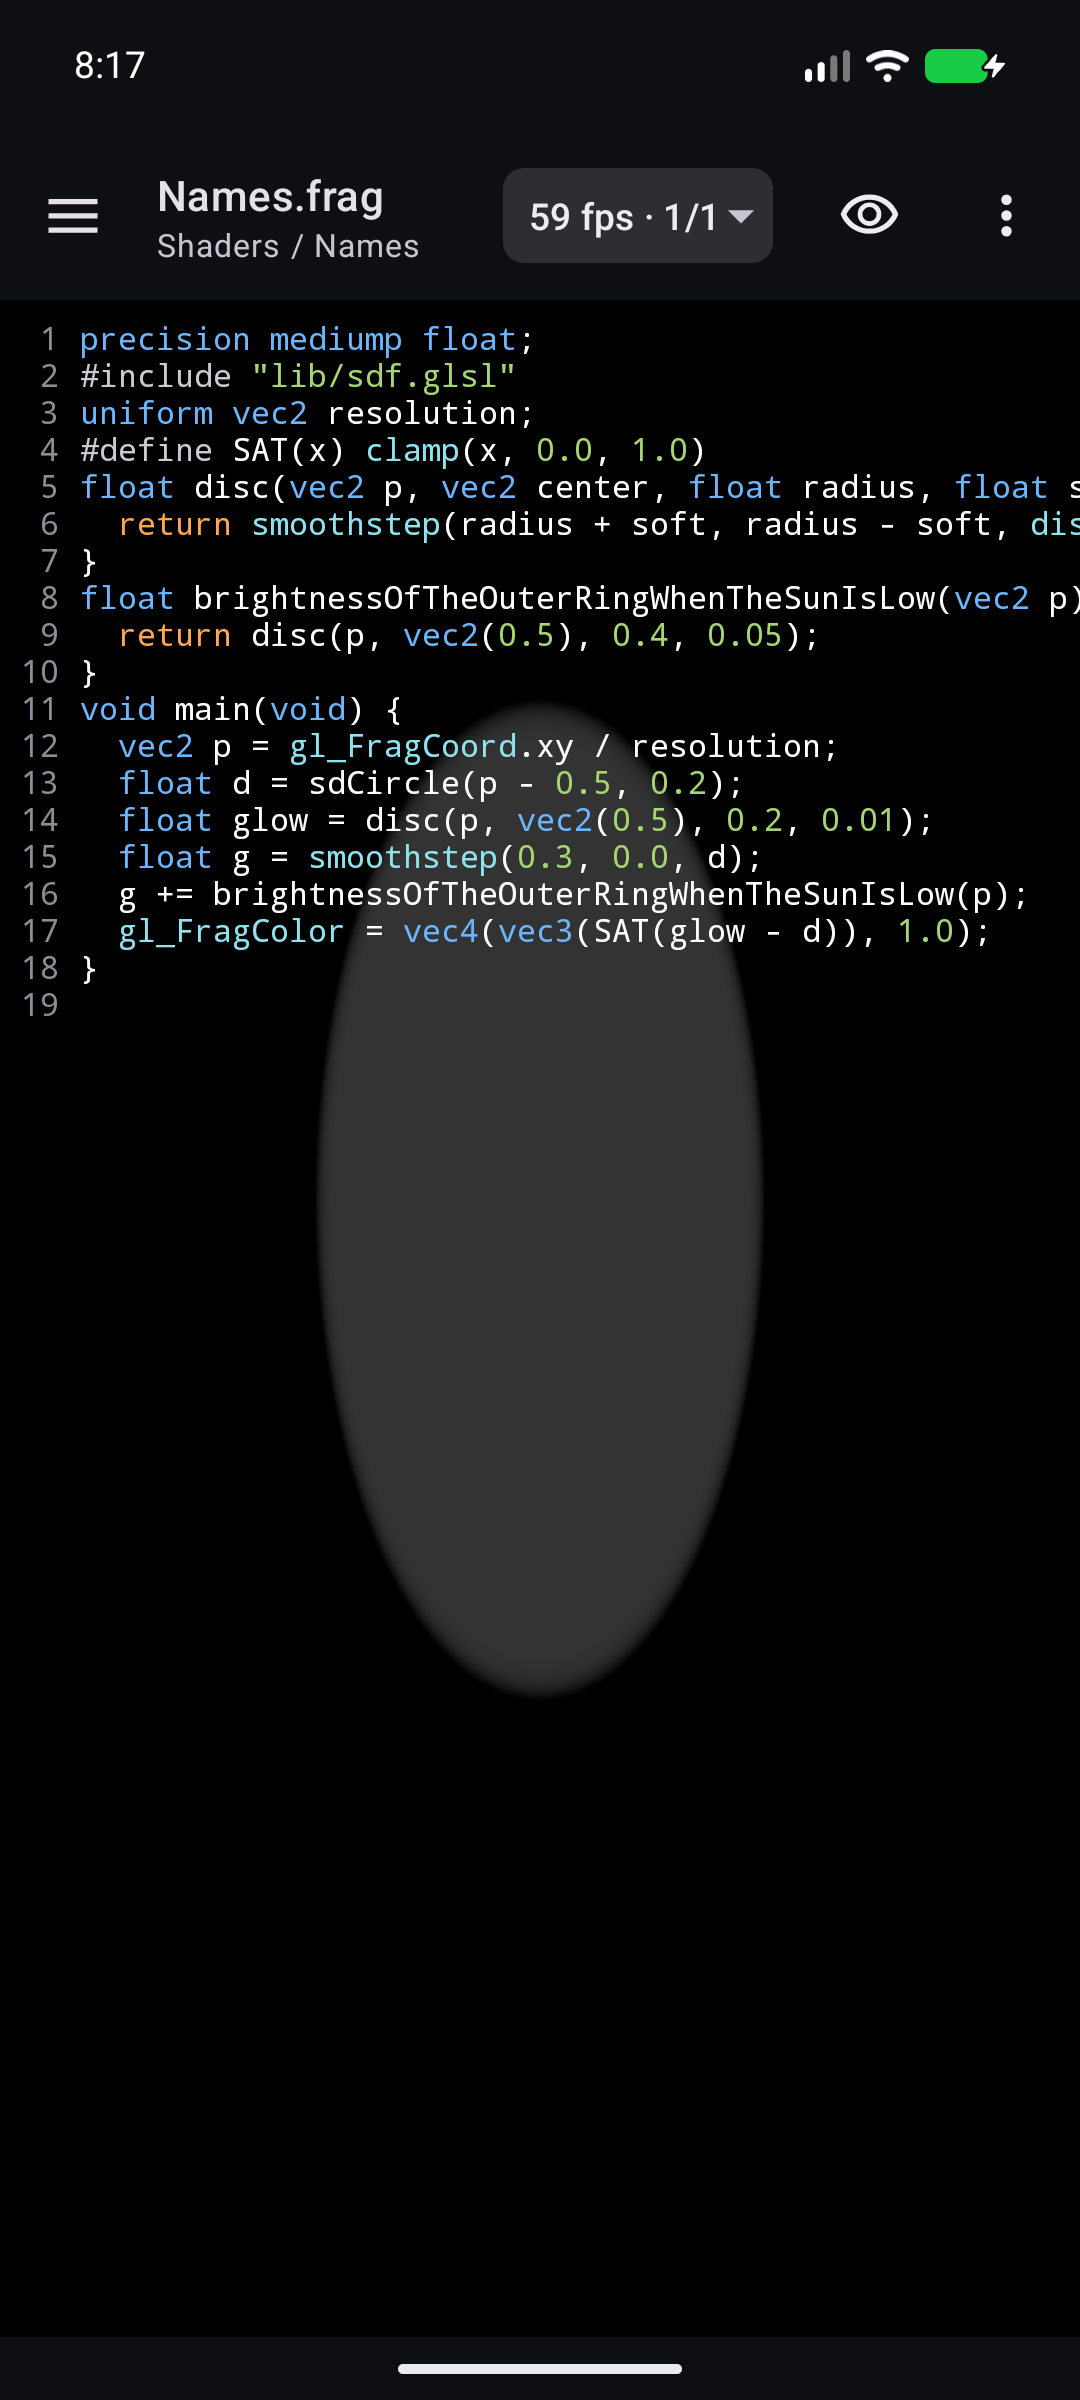 8:17
Names.frag
Shaders / Names
59 fps · 1/1
1 precision mediump float;
2 #include "lib/sdf.glsl"
3 uniform vec2 resolution;
4 #define SAT(x) clamp(x, 0.0, 1.0)
5 float disc(vec2 p, vec2 center, float radius, float s
6   return smoothstep(radius + soft, radius - soft, dis
7 }
8 float brightnessOfTheOuterRingWhenTheSunIsLow(vec2 p)
9   return disc(p, vec2(0.5), 0.4, 0.05);
10 }
11 void main(void) {
12   vec2 p = gl_FragCoord.xy / resolution;
13   float d = sdCircle(p - 0.5, 0.2);
14   float glow = disc(p, vec2(0.5), 0.2, 0.01);
15   float g = smoothstep(0.3, 0.0, d);
16   g += brightnessOfTheOuterRingWhenTheSunIsLow(p);
17   gl_FragColor = vec4(vec3(SAT(glow - d)), 1.0);
18 }
19